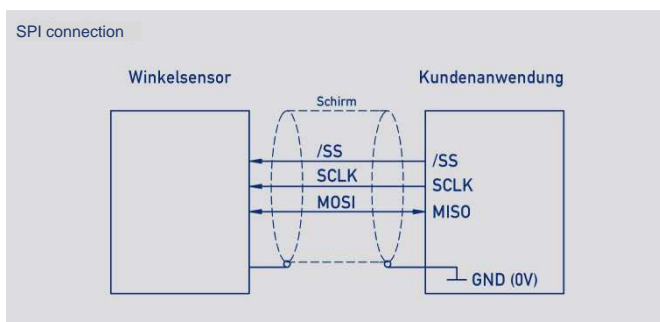 SPI connection
Winkelsensor
Kundenanwendung
Schirm
/SS
/SS
SCLK
SCLK
MOSI
MISO
GND (0V)